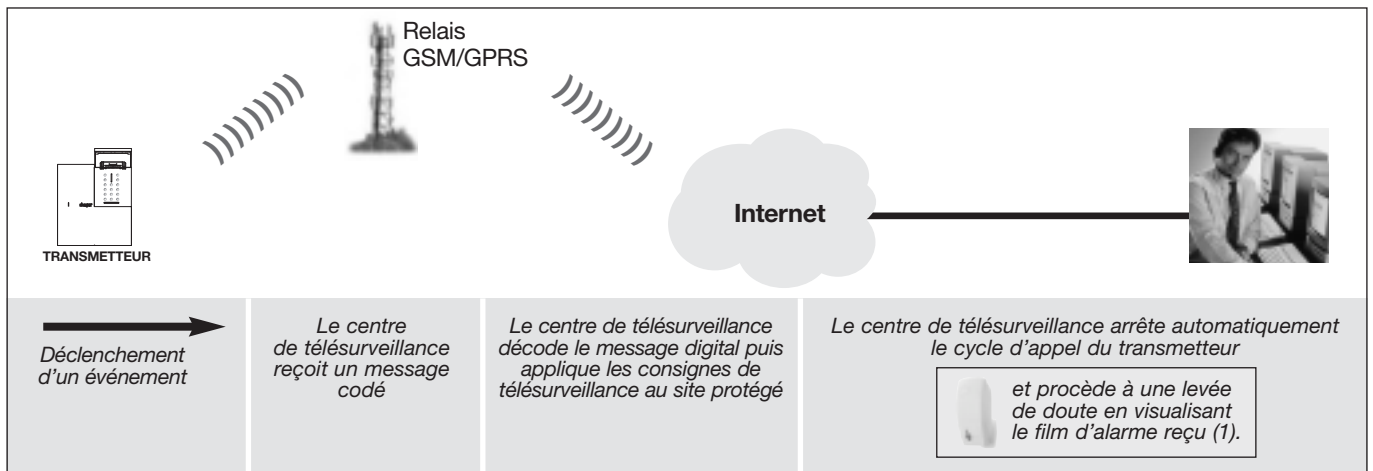 Relais
GSM/GPRS
Internet
TRANSMETTEUR
Déclenchement
d’un événement
Le centre
de télésurveillance
reçoit un message
codé
Le centre de télésurveillance
décode le message digital puis
applique les consignes de
télésurveillance au site protégé
Le centre de télésurveillance arrête automatiquement
le cycle d’appel du transmetteur
et procède à une levée
de doute en visualisant
le film d’alarme reçu (1).